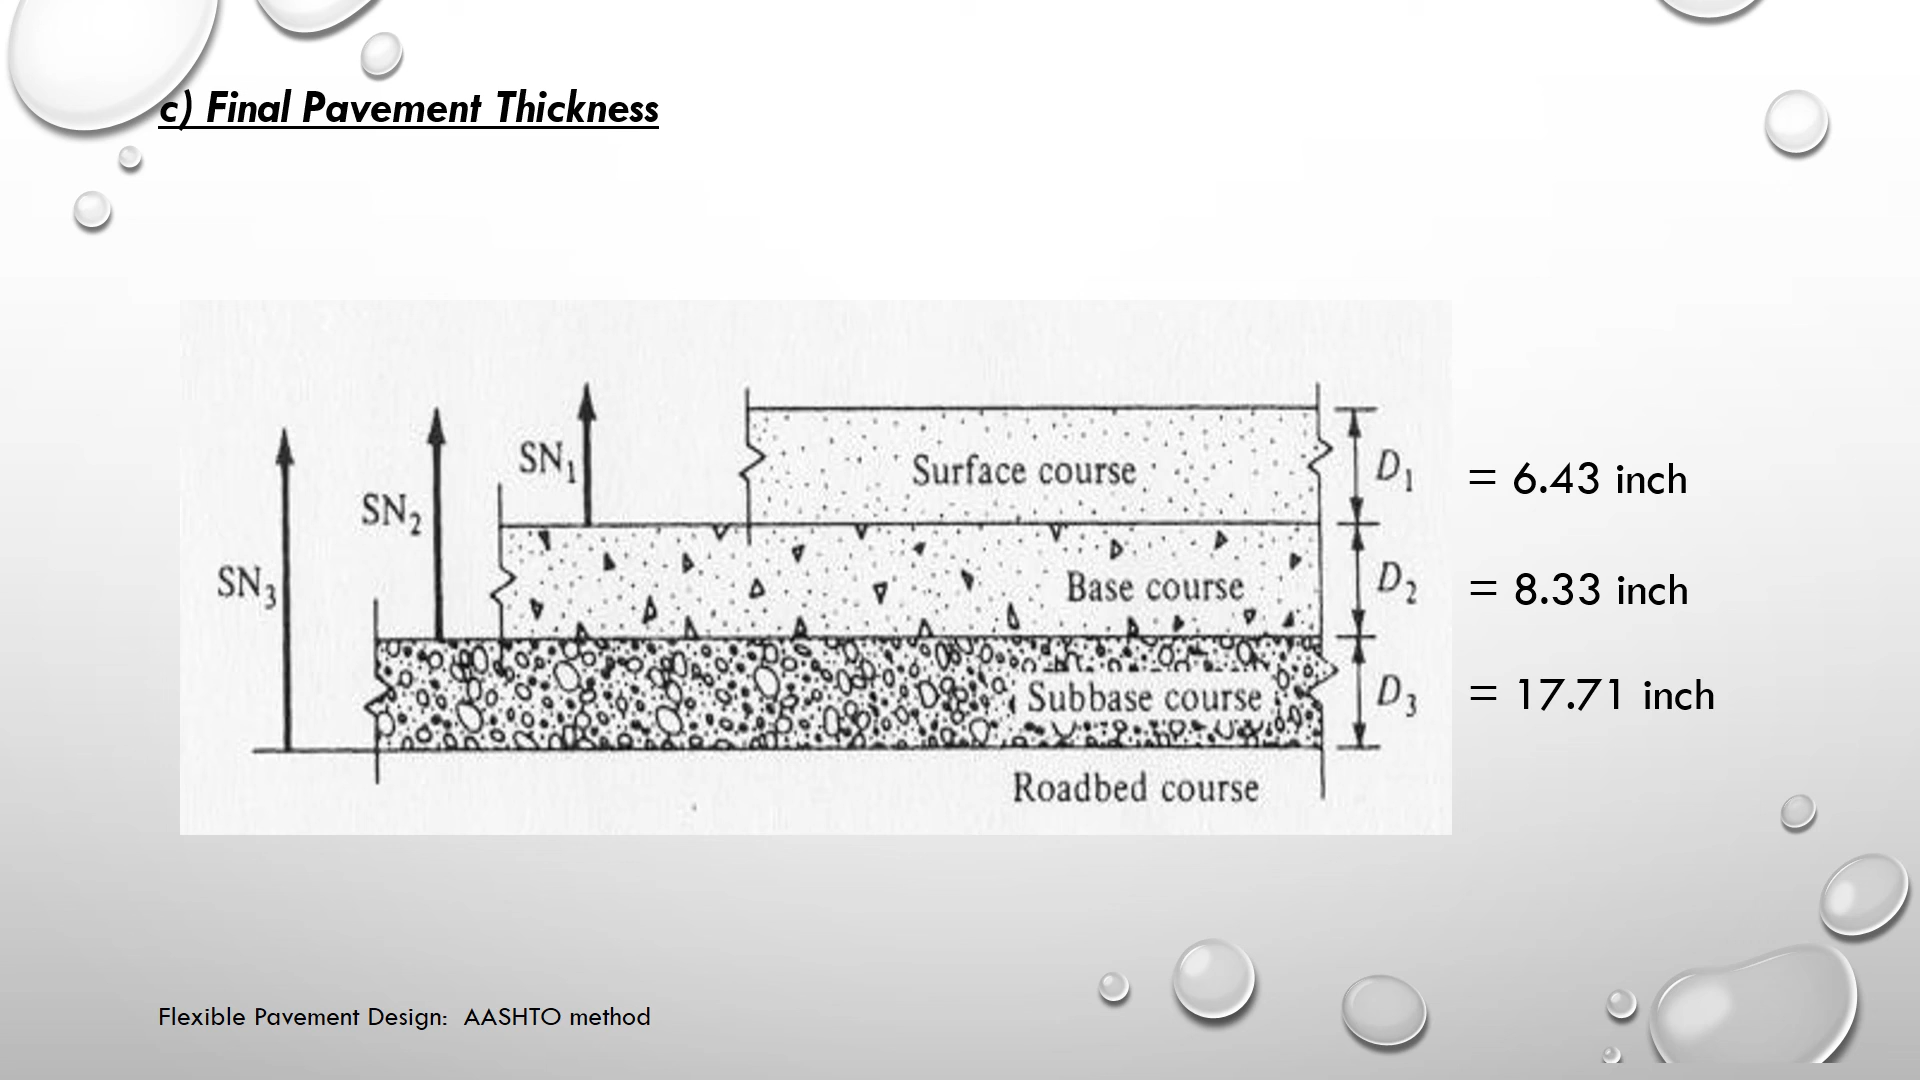 c) Final Pavement Thickness
SN₁
SN₂
SN₃
Surface course
D₁ = 6.43 inch
Base course
D₂ = 8.33 inch
Subbase course
D₃ = 17.71 inch
Roadbed course
Flexible Pavement Design: AASHTO method